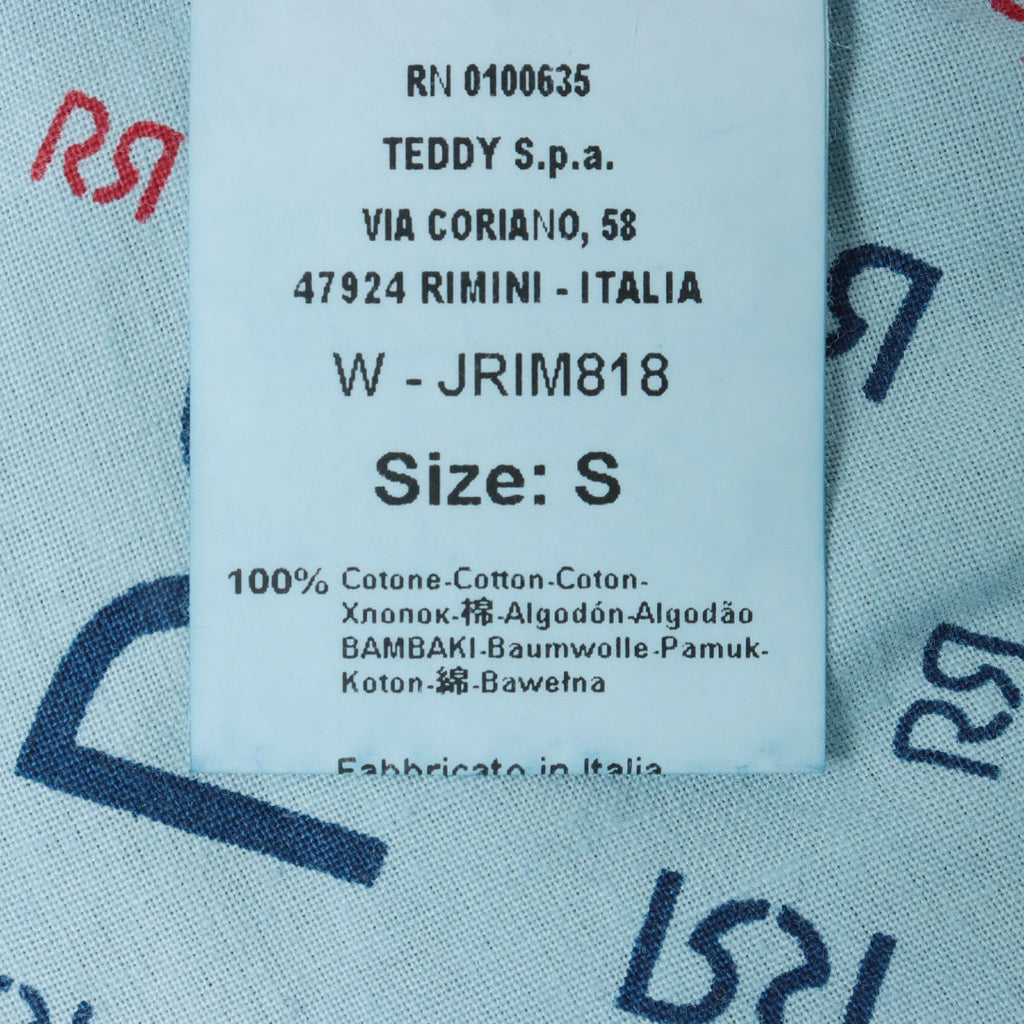 RN 0100635
TEDDY S.p.a.
VIA CORIANO, 58
47924 RIMINI - ITALIA
W - JRIM818
Size: S
100% Cotone-Cotton-Coton-
Хлопок-棉-Algodón-Algodão
BAMBAKI-Baumwolle-Pamuk-
Koton-綿-Bawełna
Fabbricato in Italia